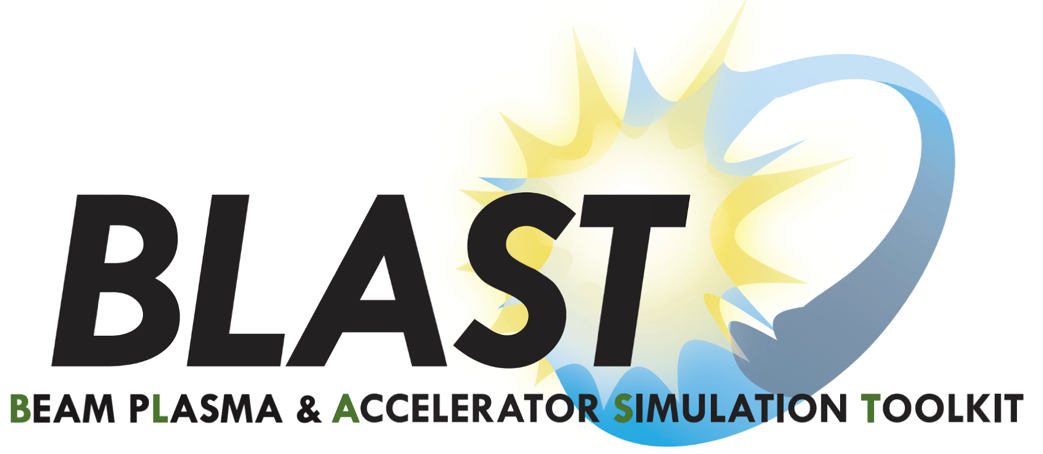 BLAST
BEAM PLASMA & ACCELERATOR SIMULATION TOOLKIT